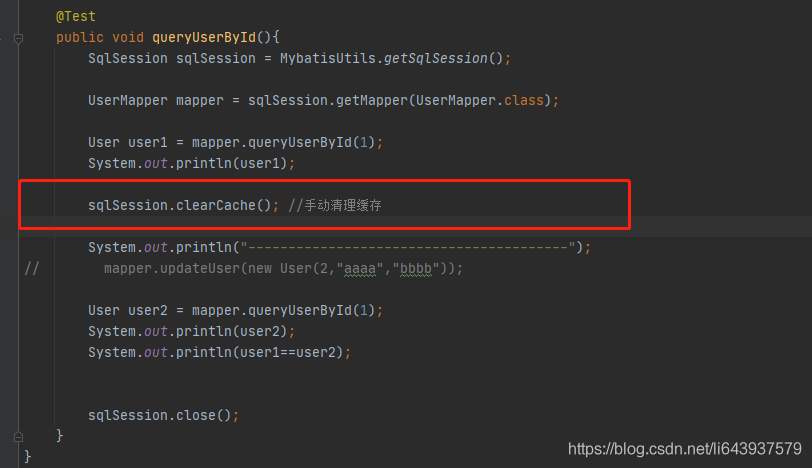 @Test
public void queryUserById(){
SqlSession sqlSession = MybatisUtils.getSqlSession();
UserMapper mapper = sqlSession.getMapper(UserMapper.class);
User user1 = mapper.queryUserById(1);
System.out.println(user1);
sqlSession.clearCache(); //手动清理缓存
System.out.println("----------------------------------------");
// mapper.updateUser(new User(2,"aaaa","bbbb"));
User user2 = mapper.queryUserById(1);
System.out.println(user2);
System.out.println(user1==user2);
sqlSession.close();
}
}
https://blog.csdn.net/li643937579